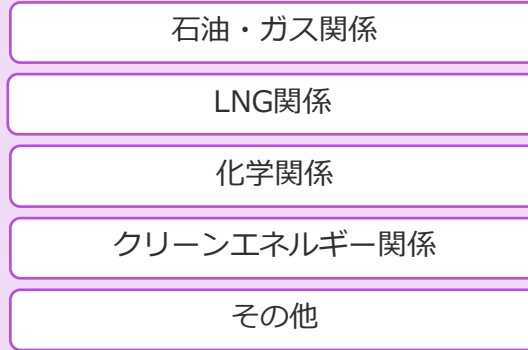 石油・ガス関係
LNG関係
化学関係
クリーンエネルギー関係
その他